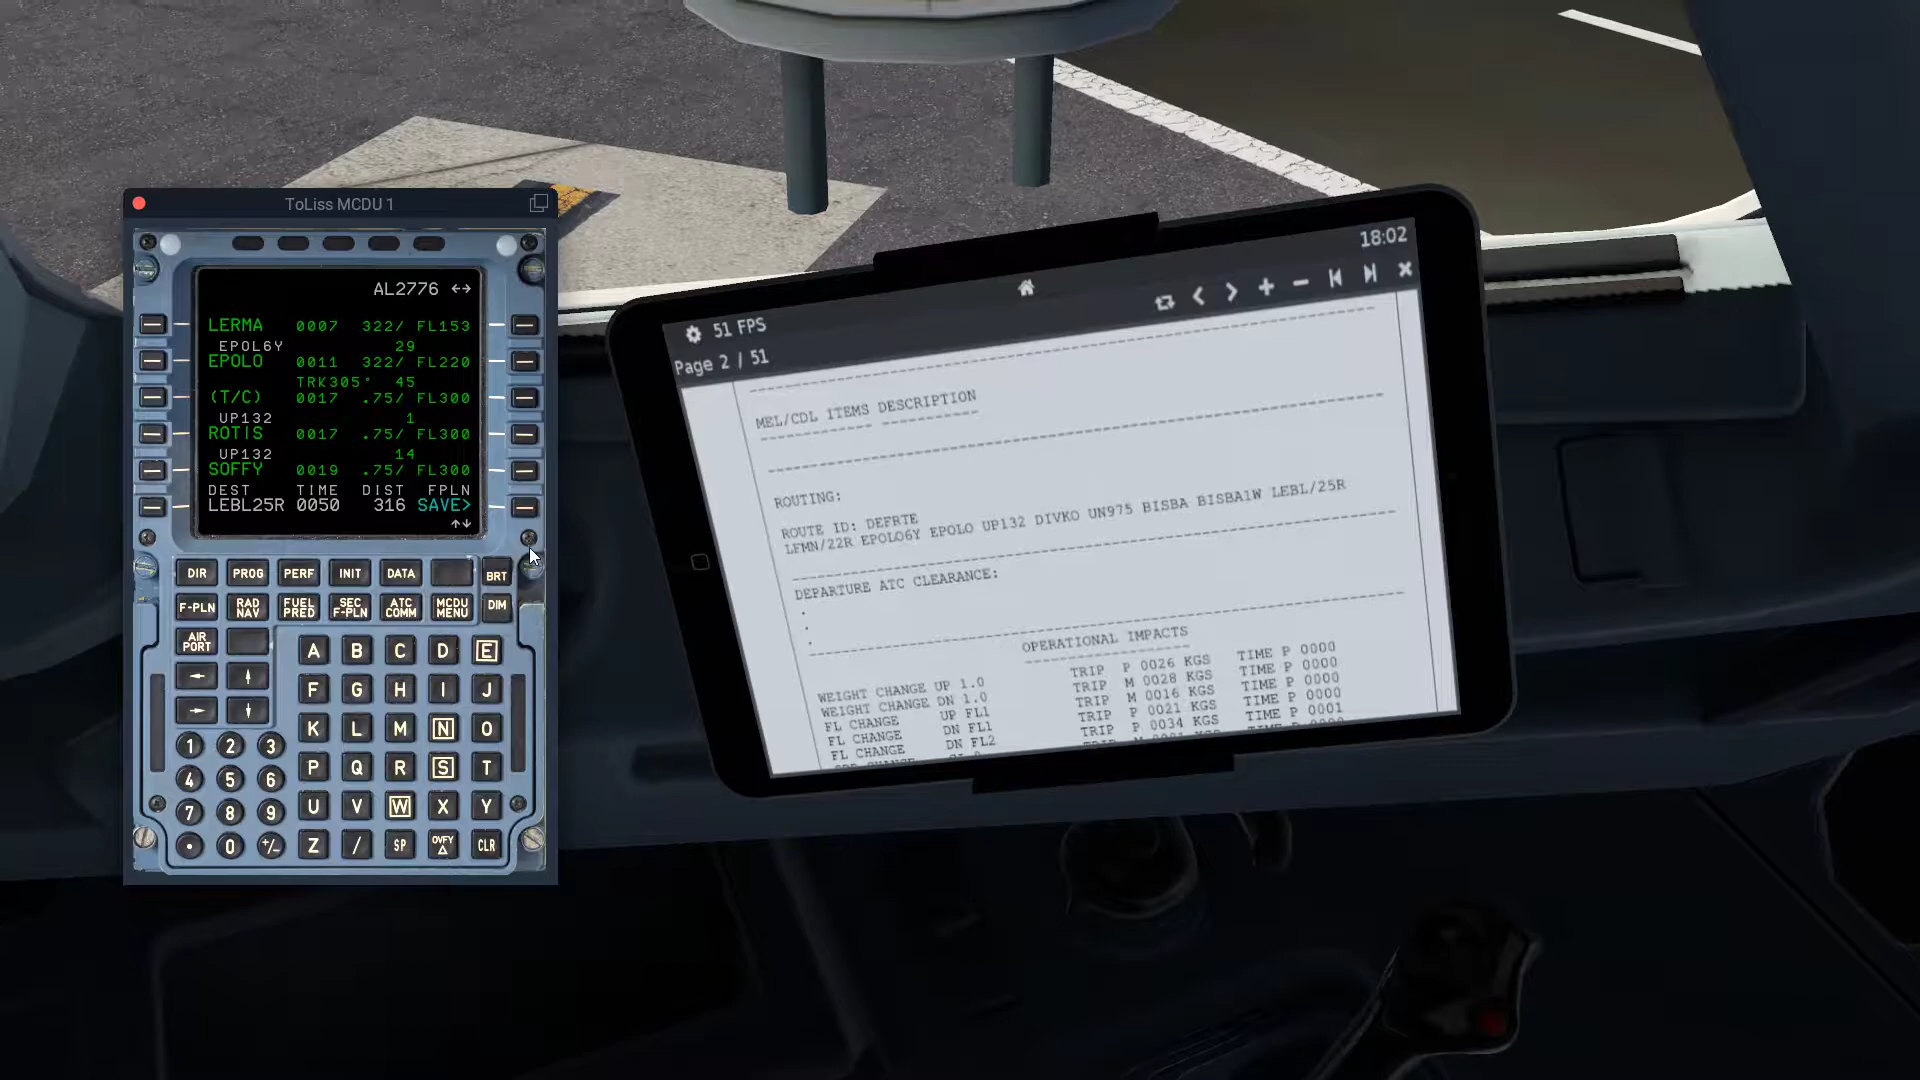 ToLiss MCDU 1
AL2776 ↔
LERMA 0007 322/ FL153
EPOL6Y 29
EPOLO 0011 322/ FL220
TRK305° 45
(T/C) 0017 .75/ FL300
UP132 1
ROTIS 0017 .75/ FL300
UP132 14
SOFFY 0019 .75/ FL300
DEST TIME DIST FPLN
LEBL25R 0050 316 SAVE>
↑↓
DIR PROG PERF INIT DATA BRT
F-PLN RAD NAV FUEL PRED SEC F-PLN ATC COMM MCDU MENU DIM
AIR PORT
A B C D E
F G H I J
K L M N O
1 2 3
P Q R S T
4 5 6
U V W X Y
7 8 9
Z / SP OVFY Δ CLR
. 0 +/-
18:02
51 FPS
Page 2 / 51
MEL/CDL ITEMS DESCRIPTION
ROUTING:
ROUTE ID: DEFRTE
LFMN/22R EPOLO6Y EPOLO UP132 DIVKO UN975 BISBA BISBA1W LEBL/25R
DEPARTURE ATC CLEARANCE:
.
.
.
OPERATIONAL IMPACTS
WEIGHT CHANGE UP 1.0 TRIP P 0026 KGS TIME P 0000
WEIGHT CHANGE DN 1.0 TRIP M 0028 KGS TIME P 0000
FL CHANGE UP FL1 TRIP M 0016 KGS TIME P 0000
FL CHANGE DN FL1 TRIP P 0021 KGS TIME P 0000
FL CHANGE DN FL2 TRIP P 0034 KGS TIME P 0001